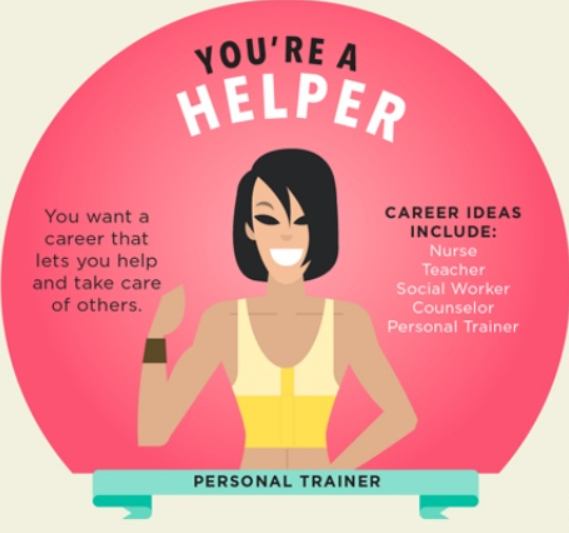 YOU'RE A
HELPER
You want a
career that
lets you help
and take care
of others.
CAREER IDEAS
INCLUDE:
Nurse
Teacher
Social Worker
Counselor
Personal Trainer
PERSONAL TRAINER